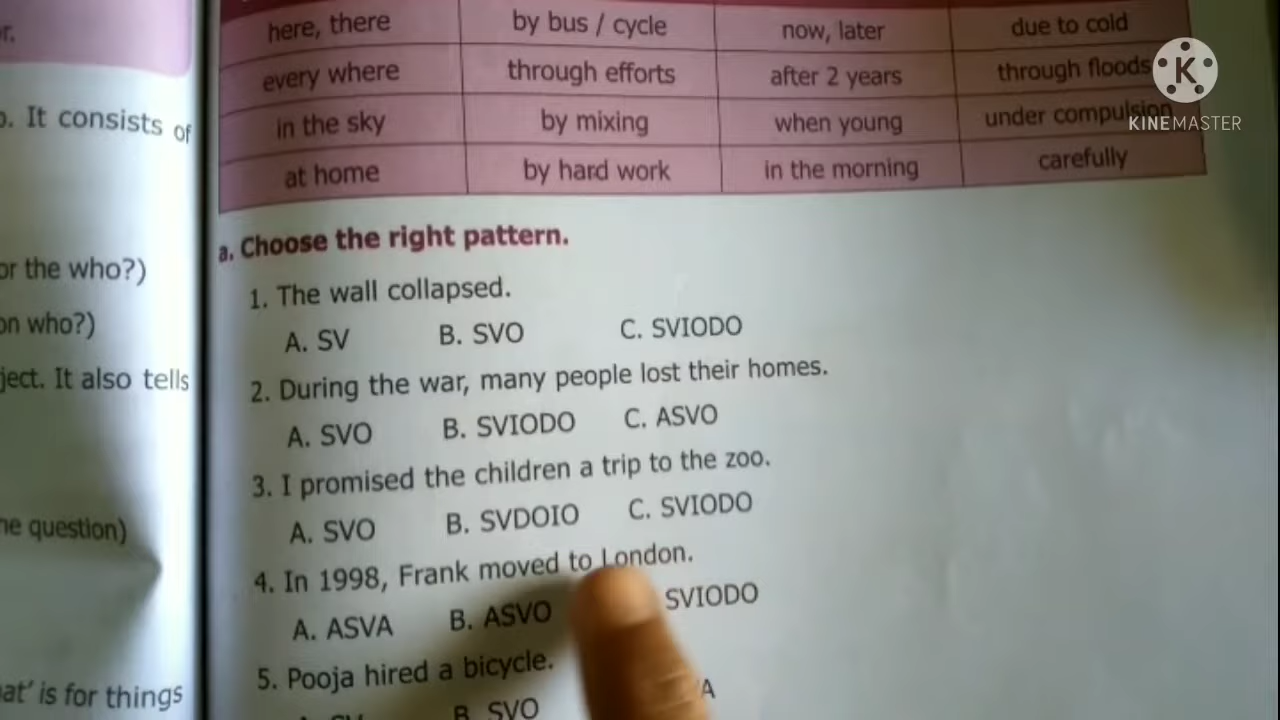 r.
o. It consists of
or the who?)
on who?)
ject. It also tells
ne question)
at' is for things
here, there by bus / cycle now, later due to cold
every where through efforts after 2 years through floods
in the sky by mixing when young under compulsion
at home by hard work in the morning carefully
KINEMASTER
a. Choose the right pattern.
1. The wall collapsed.
A. SV B. SVO C. SVIODO
2. During the war, many people lost their homes.
A. SVO B. SVIODO C. ASVO
3. I promised the children a trip to the zoo.
A. SVO B. SVDOIO C. SVIODO
4. In 1998, Frank moved to London.
A. ASVA B. ASVO SVIODO
5. Pooja hired a bicycle.
A. SV B. SVO A